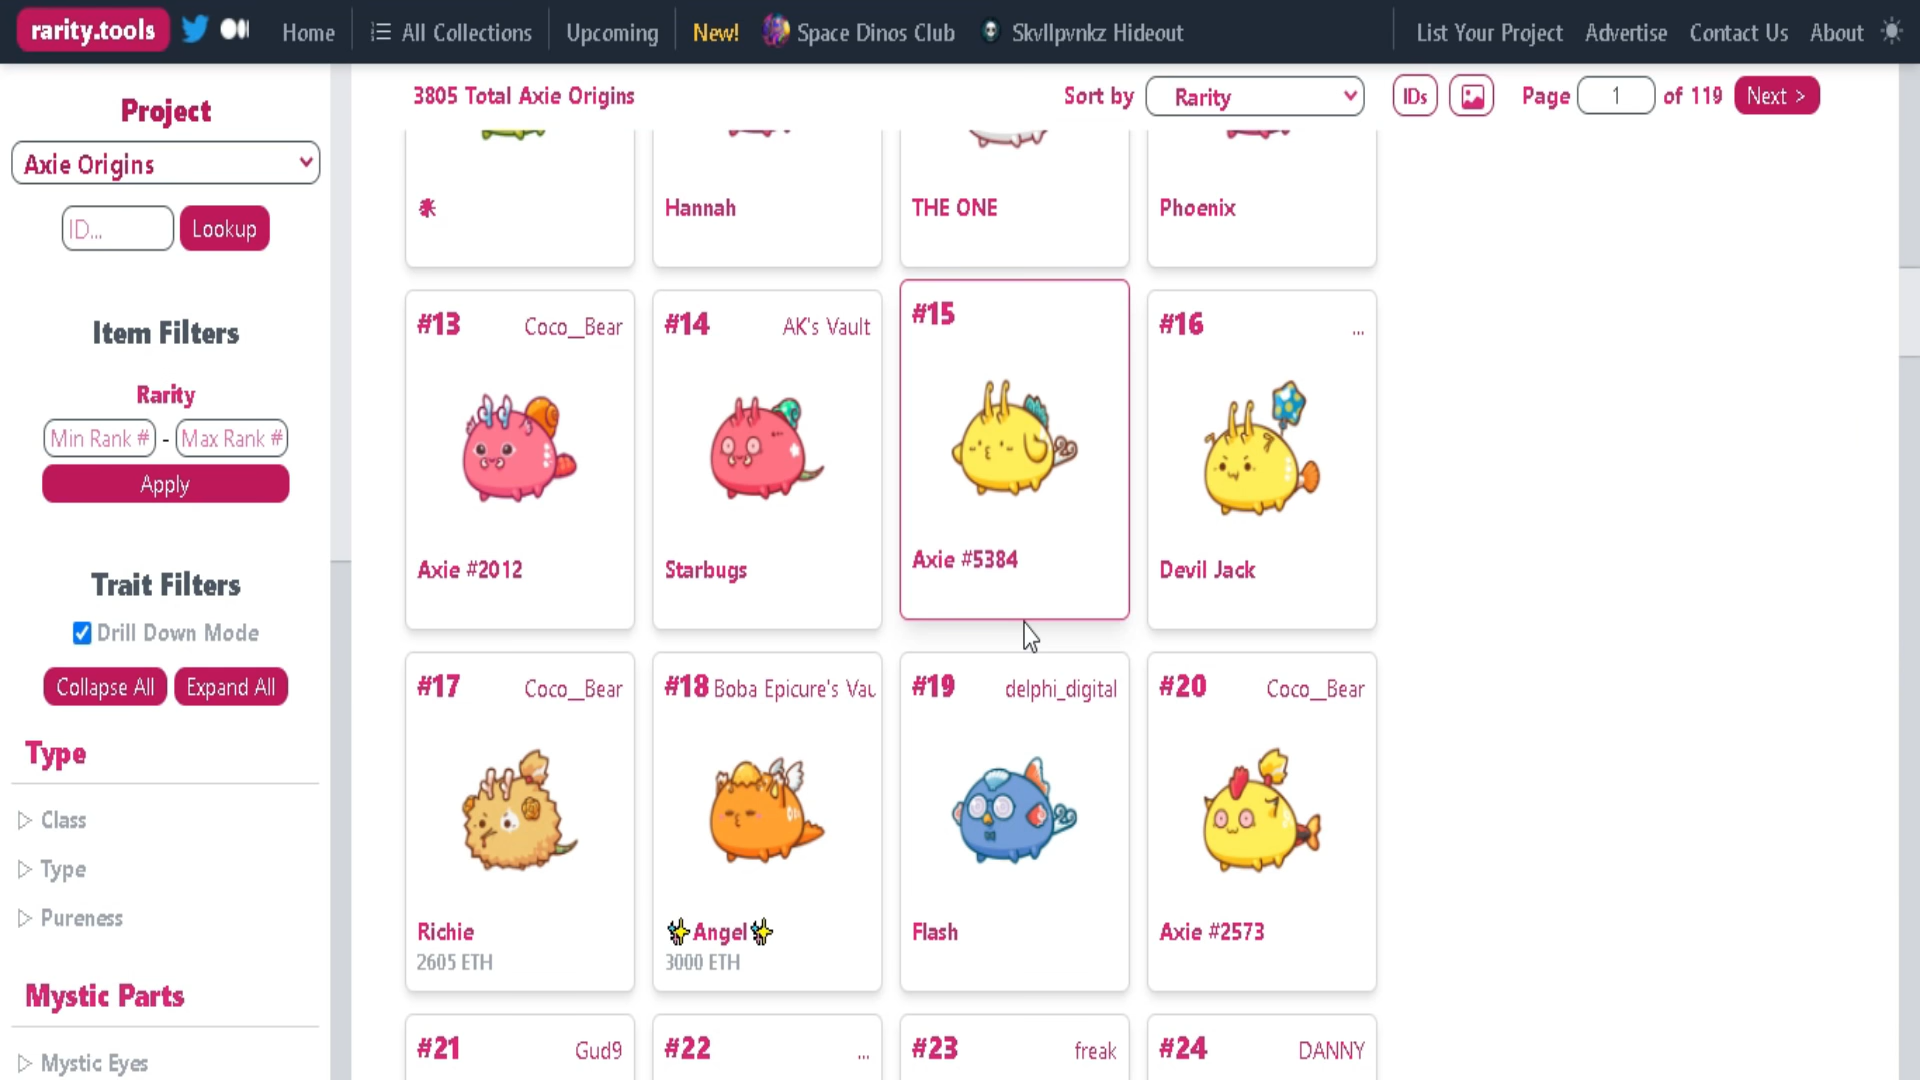 rarity.tools Home All Collections Upcoming New! Space Dinos Club Skvllpvnkz Hideout List Your Project Advertise Contact Us About
Project
Axie Origins
ID... Lookup
Item Filters
Rarity
Min Rank # - Max Rank #
Apply
Trait Filters
Drill Down Mode
Collapse All Expand All
Type
Class
Type
Pureness
Mystic Parts
Mystic Eyes
3805 Total Axie Origins Sort by Rarity IDs Page 1 of 119 Next >
Hannah THE ONE Phoenix
#13 Coco__Bear #14 AK's Vault #15 #16 ...
Axie #2012 Starbugs Axie #5384 Devil Jack
#17 Coco__Bear #18 Boba Epicure's Vau #19 delphi_digital #20 Coco__Bear
Richie ✨Angel✨ Flash Axie #2573
2605 ETH 3000 ETH
#21 Gud9 #22 ... #23 freak #24 DANNY